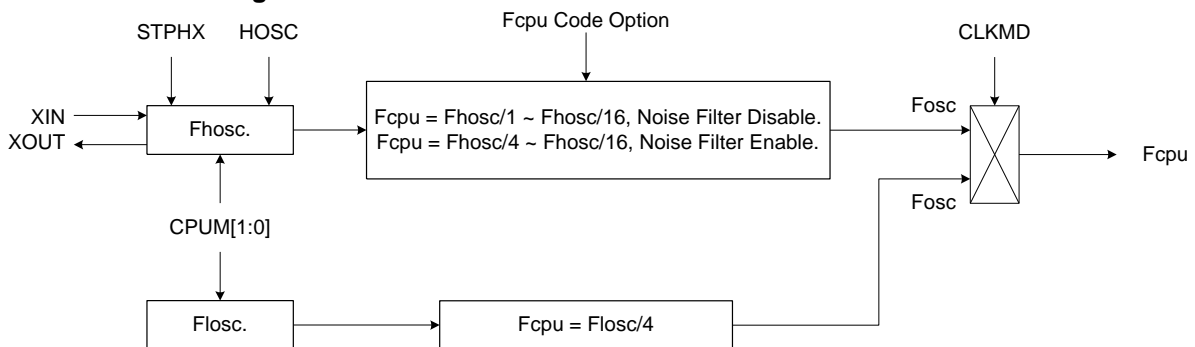 Fcpu Code Option
STPHX HOSC
CLKMD
XIN
XOUT
Fhosc.
Fcpu = Fhosc/1 ~ Fhosc/16, Noise Filter Disable.
Fcpu = Fhosc/4 ~ Fhosc/16, Noise Filter Enable.
Fosc
Fosc
Fcpu
CPUM[1:0]
Flosc.
Fcpu = Flosc/4